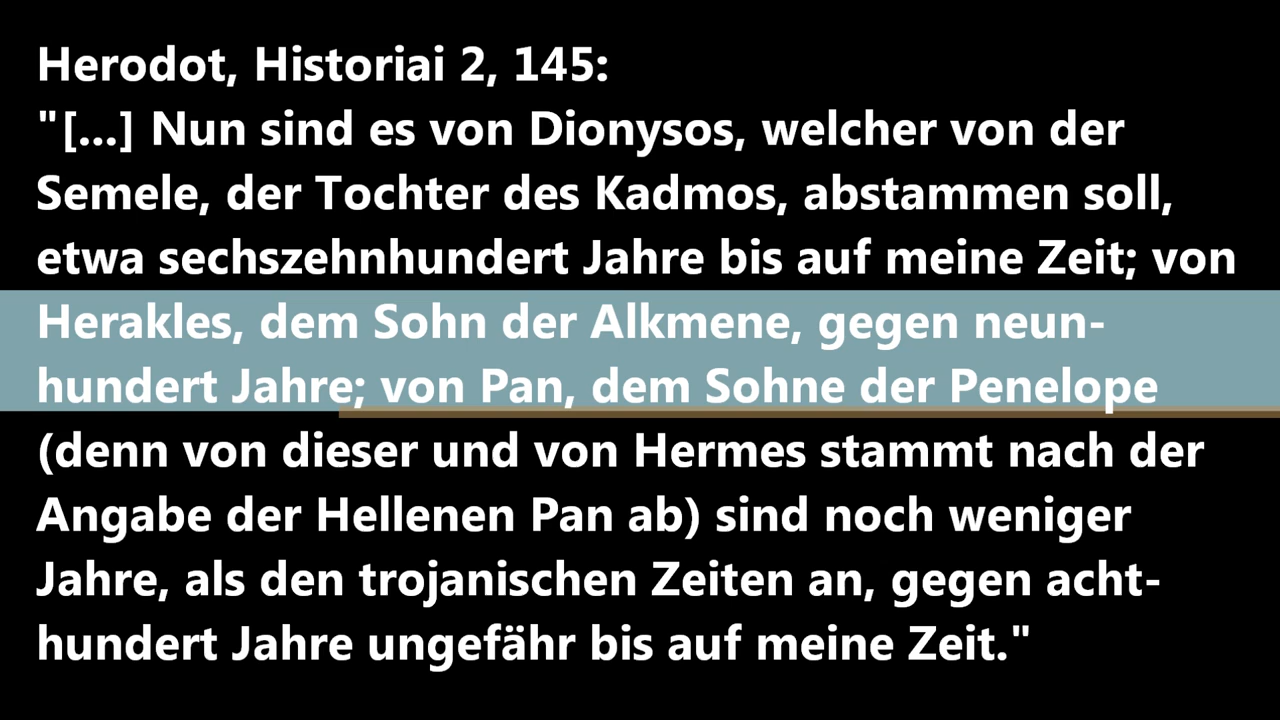 Herodot, Historiai 2, 145:
"[...] Nun sind es von Dionysos, welcher von der
Semele, der Tochter des Kadmos, abstammen soll,
etwa sechszehnhundert Jahre bis auf meine Zeit; von
Herakles, dem Sohn der Alkmene, gegen neun-
hundert Jahre; von Pan, dem Sohne der Penelope
(denn von dieser und von Hermes stammt nach der
Angabe der Hellenen Pan ab) sind noch weniger
Jahre, als den trojanischen Zeiten an, gegen acht-
hundert Jahre ungefähr bis auf meine Zeit."